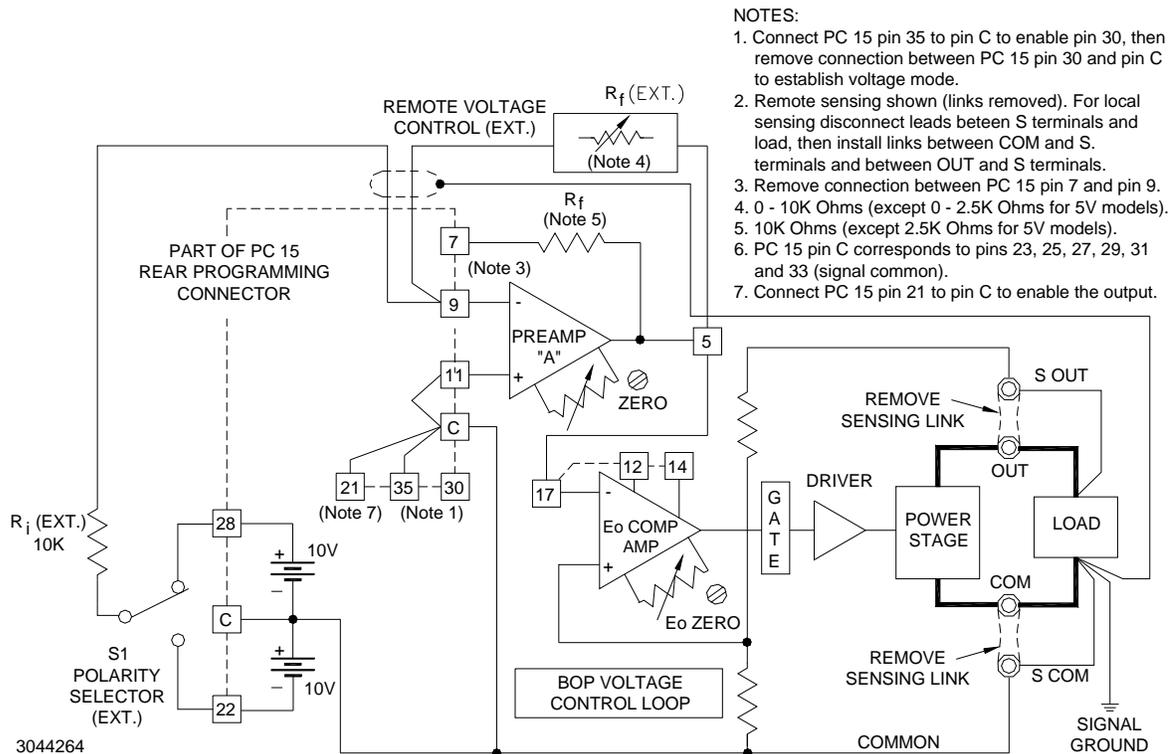 NOTES:
1. Connect PC 15 pin 35 to pin C to enable pin 30, then
remove connection between PC 15 pin 30 and pin C
to establish voltage mode.
2. Remote sensing shown (links removed). For local
sensing disconnect leads beteen S terminals and
load, then install links between COM and S.
terminals and between OUT and S terminals.
3. Remove connection between PC 15 pin 7 and pin 9.
4. 0 - 10K Ohms (except 0 - 2.5K Ohms for 5V models).
5. 10K Ohms (except 2.5K Ohms for 5V models).
6. PC 15 pin C corresponds to pins 23, 25, 27, 29, 31
and 33 (signal common).
7. Connect PC 15 pin 21 to pin C to enable the output.
REMOTE VOLTAGE
CONTROL (EXT.)
Rf (EXT.)
(Note 4)
Rf
(Note 5)
PART OF PC 15
REAR PROGRAMMING
CONNECTOR
7
(Note 3)
9
-
PREAMP
"A"
+
5
11
ZERO
C
21
35
30
(Note 7)
(Note 1)
17
12
14
-
Eo COMP
AMP
+
Eo ZERO
GATE
DRIVER
POWER
STAGE
LOAD
S OUT
REMOVE
SENSING LINK
OUT
COM
REMOVE
SENSING LINK
S COM
Ri (EXT.)
10K
28
+
10V
–
C
+
10V
–
22
S1
POLARITY
SELECTOR
(EXT.)
BOP VOLTAGE
CONTROL LOOP
COMMON
SIGNAL
GROUND
3044264